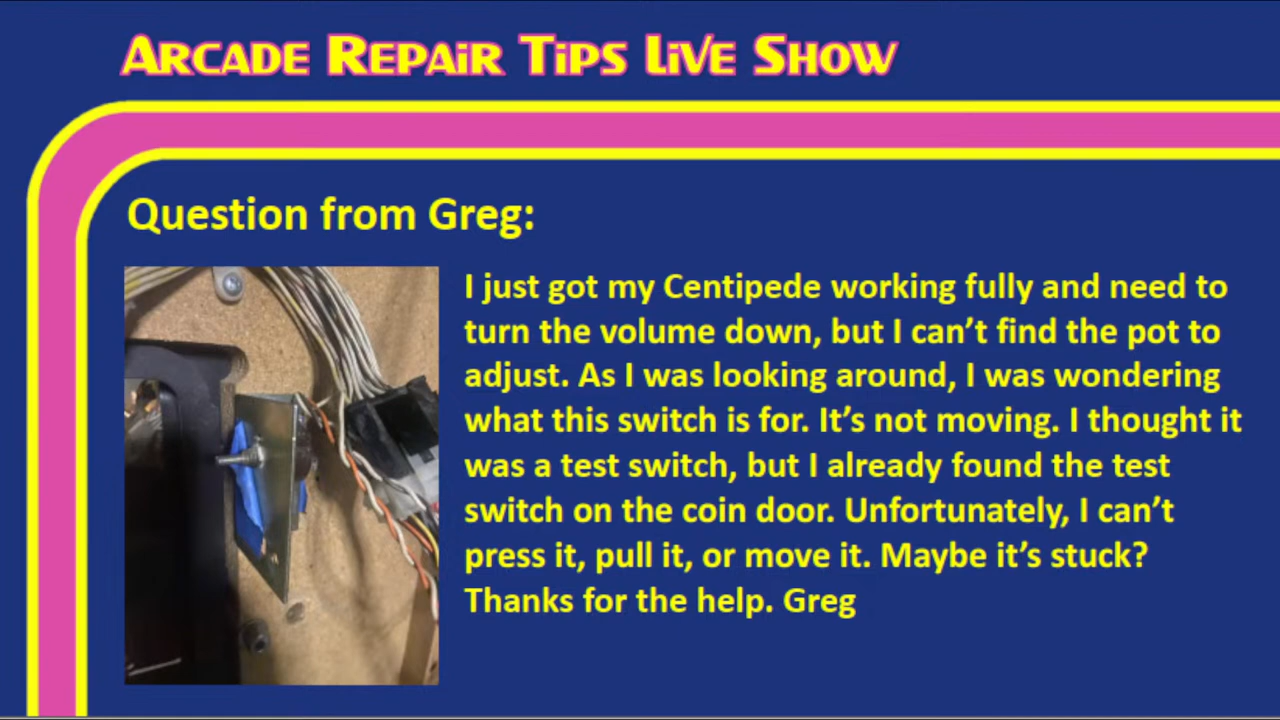 Arcade Repair Tips Live Show
Question from Greg:
I just got my Centipede working fully and need to
turn the volume down, but I can’t find the pot to
adjust. As I was looking around, I was wondering
what this switch is for. It’s not moving. I thought it
was a test switch, but I already found the test
switch on the coin door. Unfortunately, I can’t
press it, pull it, or move it. Maybe it’s stuck?
Thanks for the help. Greg